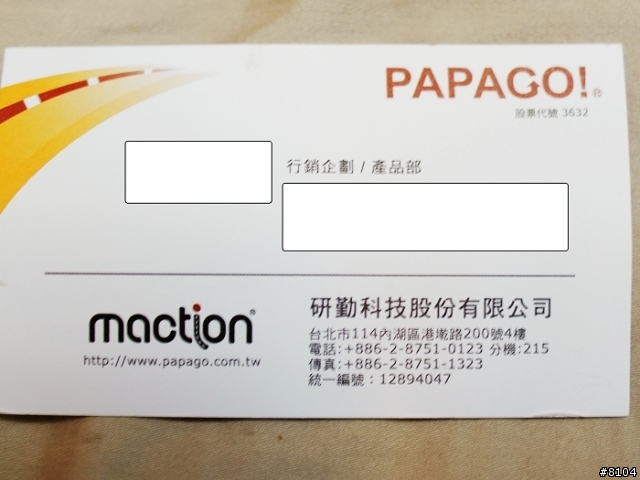 PAPAGO!®
股票代號 3632
行銷企劃 / 產品部
maction®
http://www.papago.com.tw
研勤科技股份有限公司
台北市114內湖區港墘路200號4樓
電話:+886-2-8751-0123 分機:215
傳真:+886-2-8751-1323
統一編號：12894047
#8104